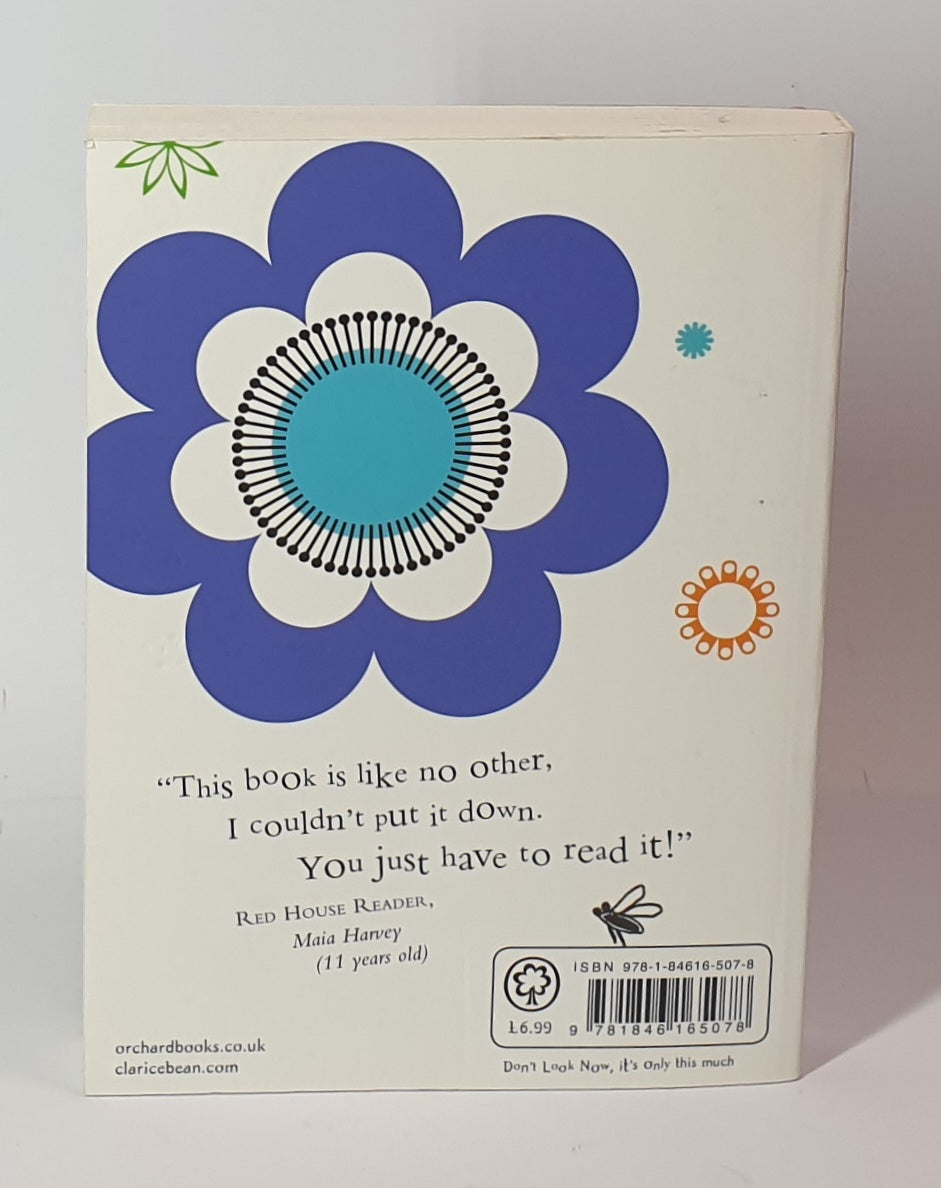 “This book is like no other,
I couldn’t put it down.
You just have to read it!”
RED HOUSE READER,
Maia Harvey
(11 years old)
ISBN 978-1-84616-507-8
£6.99
9 781846 165078
orchardbooks.co.uk
claricebean.com
Don't Look Now, it's only this much